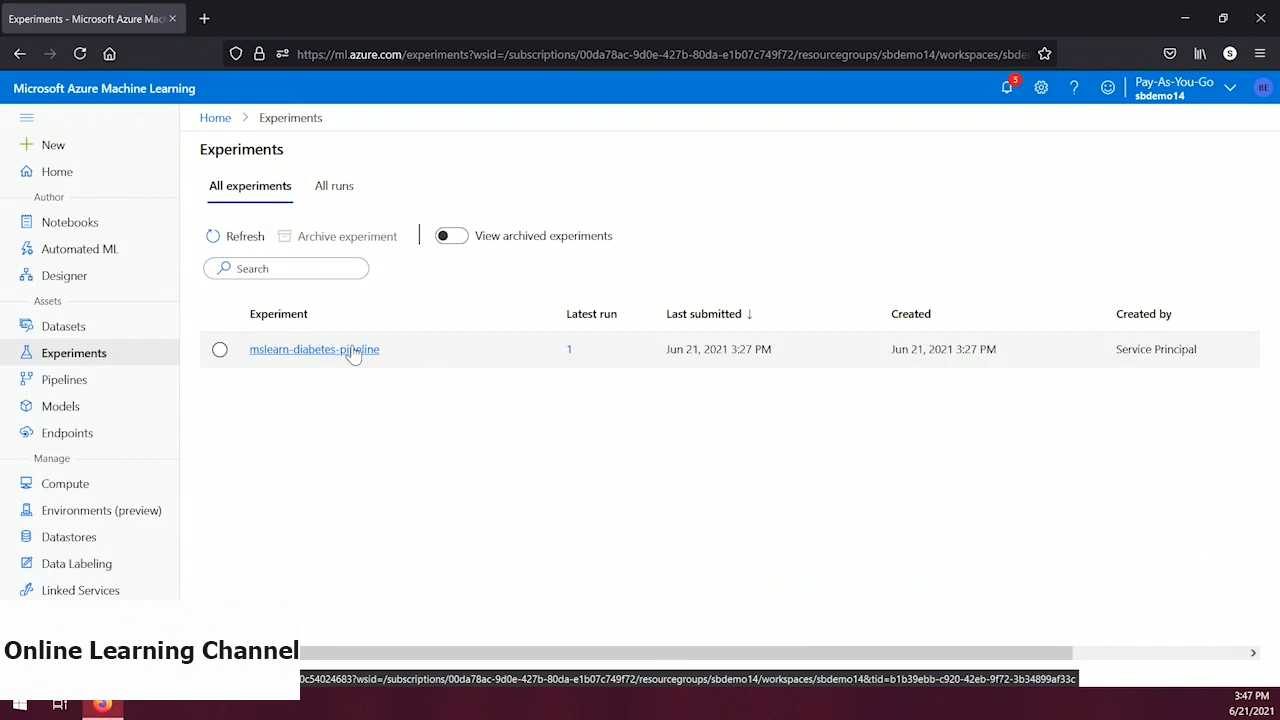 Experiments - Microsoft Azure Mac
https://ml.azure.com/experiments?wsid=/subscriptions/00da78ac-9d0e-427b-80da-e1b07c749f72/resourcegroups/sbdemo14/workspaces/sbde
S
Microsoft Azure Machine Learning
5
Pay-As-You-Go
sbdemo14
BE
Home > Experiments
New
Experiments
Home
Author
All experiments
All runs
Notebooks
Automated ML
Refresh
Archive experiment
View archived experiments
Designer
Search
Assets
Datasets
Experiment
Latest run
Last submitted ↓
Created
Created by
Experiments
mslearn-diabetes-pipeline
1
Jun 21, 2021 3:27 PM
Jun 21, 2021 3:27 PM
Service Principal
Pipelines
Models
Endpoints
Manage
Compute
Environments (preview)
Datastores
Data Labeling
Linked Services
Online Learning Channel
0c54024683?wsid=/subscriptions/00da78ac-9d0e-427b-80da-e1b07c749f72/resourcegroups/sbdemo14/workspaces/sbdemo14&tid=b1b39ebb-c920-42eb-9f72-3b34899af33c
3:47 PM
6/21/2021